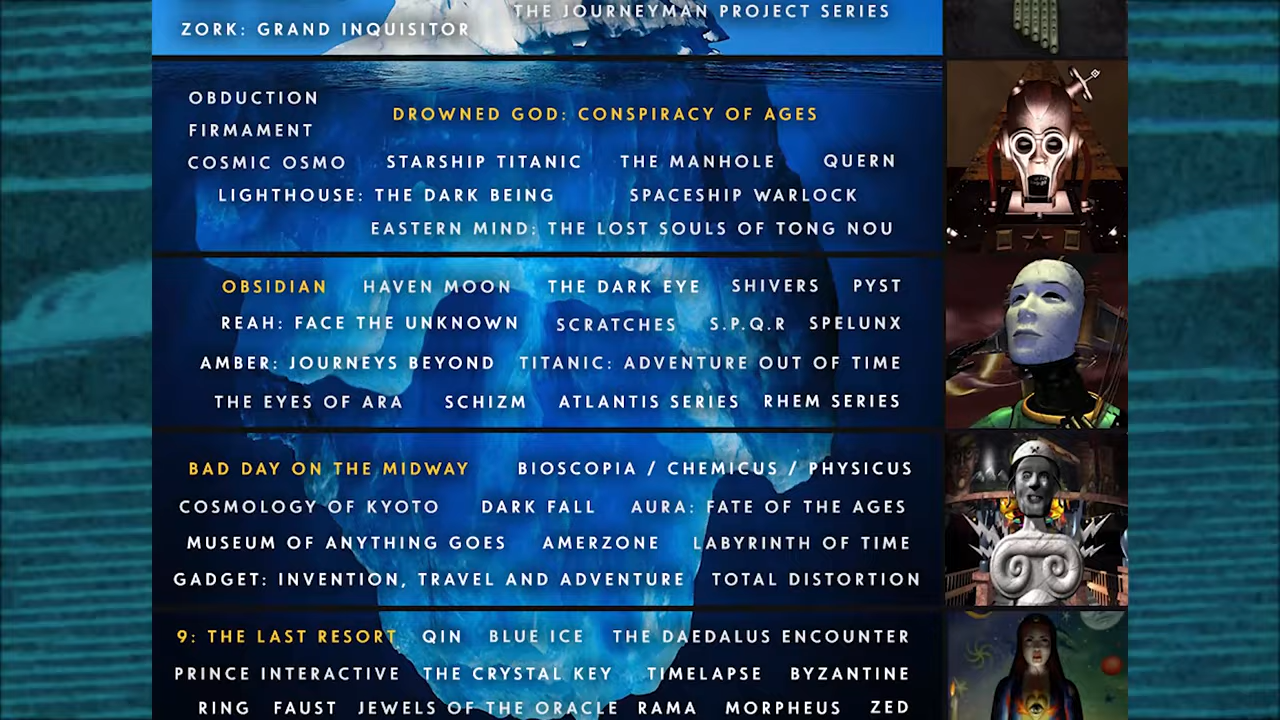 THE JOURNEYMAN PROJECT SERIES
ZORK: GRAND INQUISITOR
OBDUCTION
DROWNED GOD: CONSPIRACY OF AGES
FIRMAMENT
COSMIC OSMO STARSHIP TITANIC THE MANHOLE QUERN
LIGHTHOUSE: THE DARK BEING SPACESHIP WARLOCK
EASTERN MIND: THE LOST SOULS OF TONG NOU
OBSIDIAN HAVEN MOON THE DARK EYE SHIVERS PYST
REAH: FACE THE UNKNOWN SCRATCHES S.P.Q.R SPELUNX
AMBER: JOURNEYS BEYOND TITANIC: ADVENTURE OUT OF TIME
THE EYES OF ARA SCHIZM ATLANTIS SERIES RHEM SERIES
BAD DAY ON THE MIDWAY BIOSCOPIA / CHEMICUS / PHYSICUS
COSMOLOGY OF KYOTO DARK FALL AURA: FATE OF THE AGES
MUSEUM OF ANYTHING GOES AMERZONE LABYRINTH OF TIME
GADGET: INVENTION, TRAVEL AND ADVENTURE TOTAL DISTORTION
9: THE LAST RESORT QIN BLUE ICE THE DAEDALUS ENCOUNTER
PRINCE INTERACTIVE THE CRYSTAL KEY TIMELAPSE BYZANTINE
RING FAUST JEWELS OF THE ORACLE RAMA MORPHEUS ZED